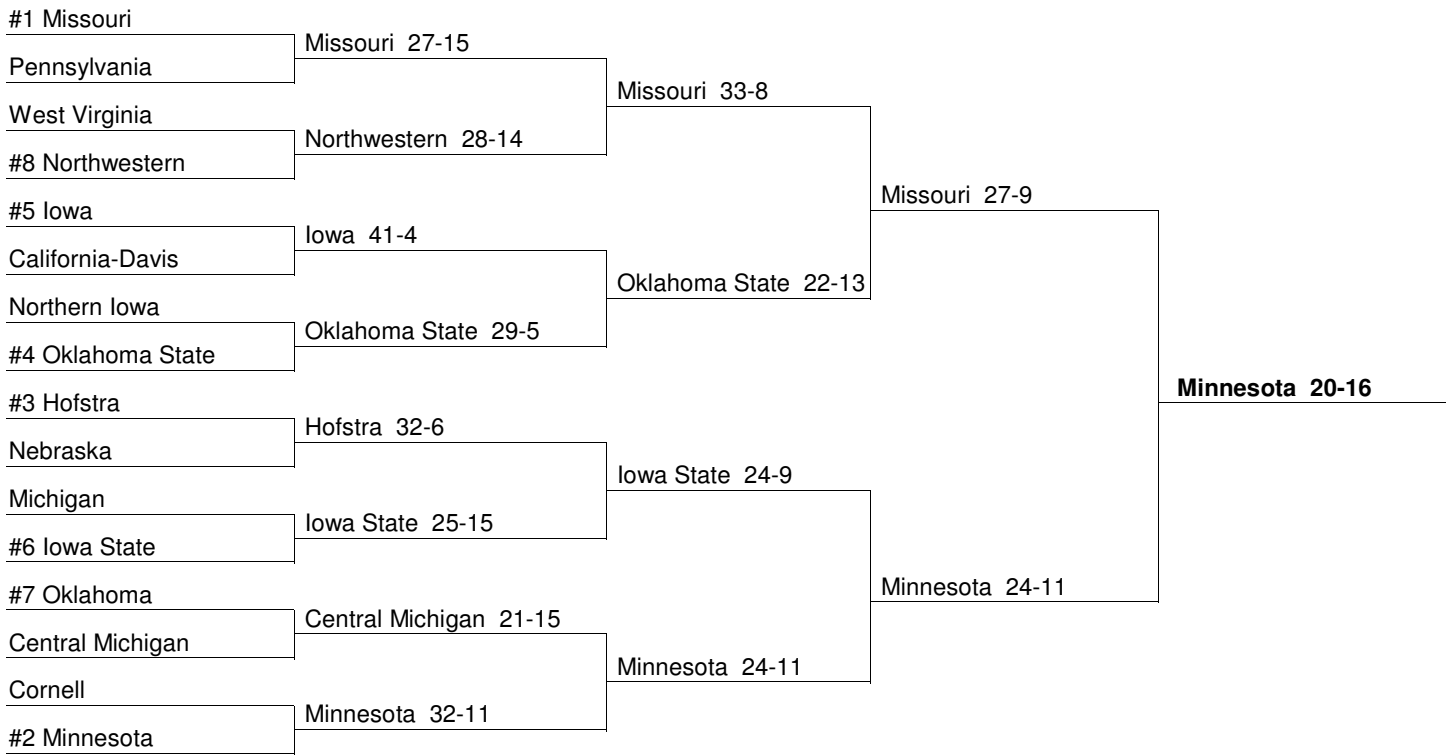 #1 Missouri
Missouri 27-15
Pennsylvania
Missouri 33-8
West Virginia
Northwestern 28-14
#8 Northwestern
Missouri 27-9
#5 Iowa
Iowa 41-4
California-Davis
Oklahoma State 22-13
Northern Iowa
Oklahoma State 29-5
#4 Oklahoma State
Minnesota 20-16
#3 Hofstra
Hofstra 32-6
Nebraska
Iowa State 24-9
Michigan
Iowa State 25-15
#6 Iowa State
Minnesota 24-11
#7 Oklahoma
Central Michigan 21-15
Central Michigan
Minnesota 24-11
Cornell
Minnesota 32-11
#2 Minnesota